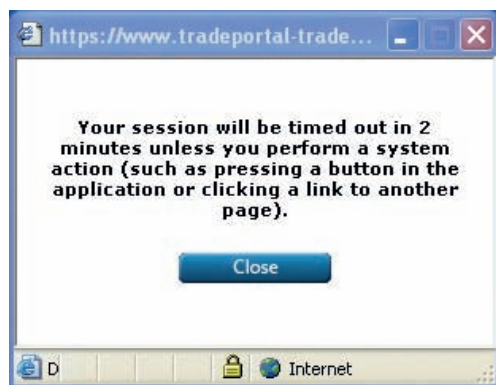 https://www.tradeportal-trade...
Your session will be timed out in 2
minutes unless you perform a system
action (such as pressing a button in the
application or clicking a link to another
page).
Close
D
Internet